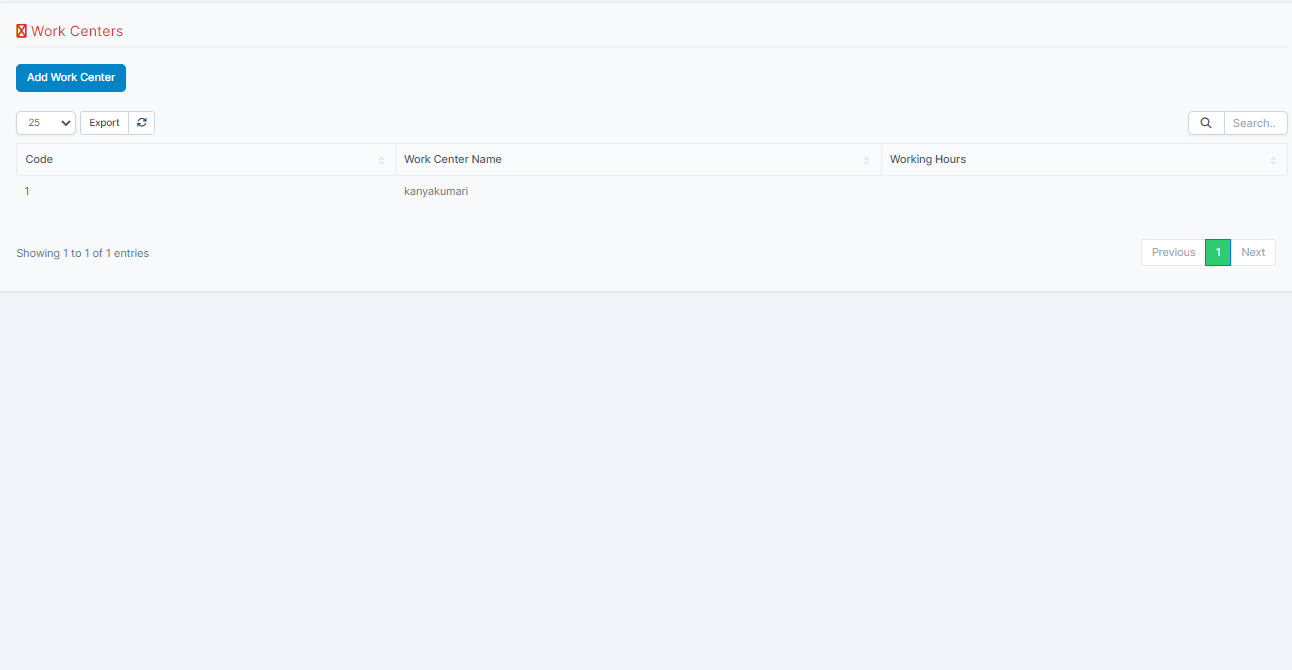 Work Centers
Add Work Center
25 Export Search..
Code Work Center Name Working Hours
1 kanyakumari
Showing 1 to 1 of 1 entries Previous 1 Next